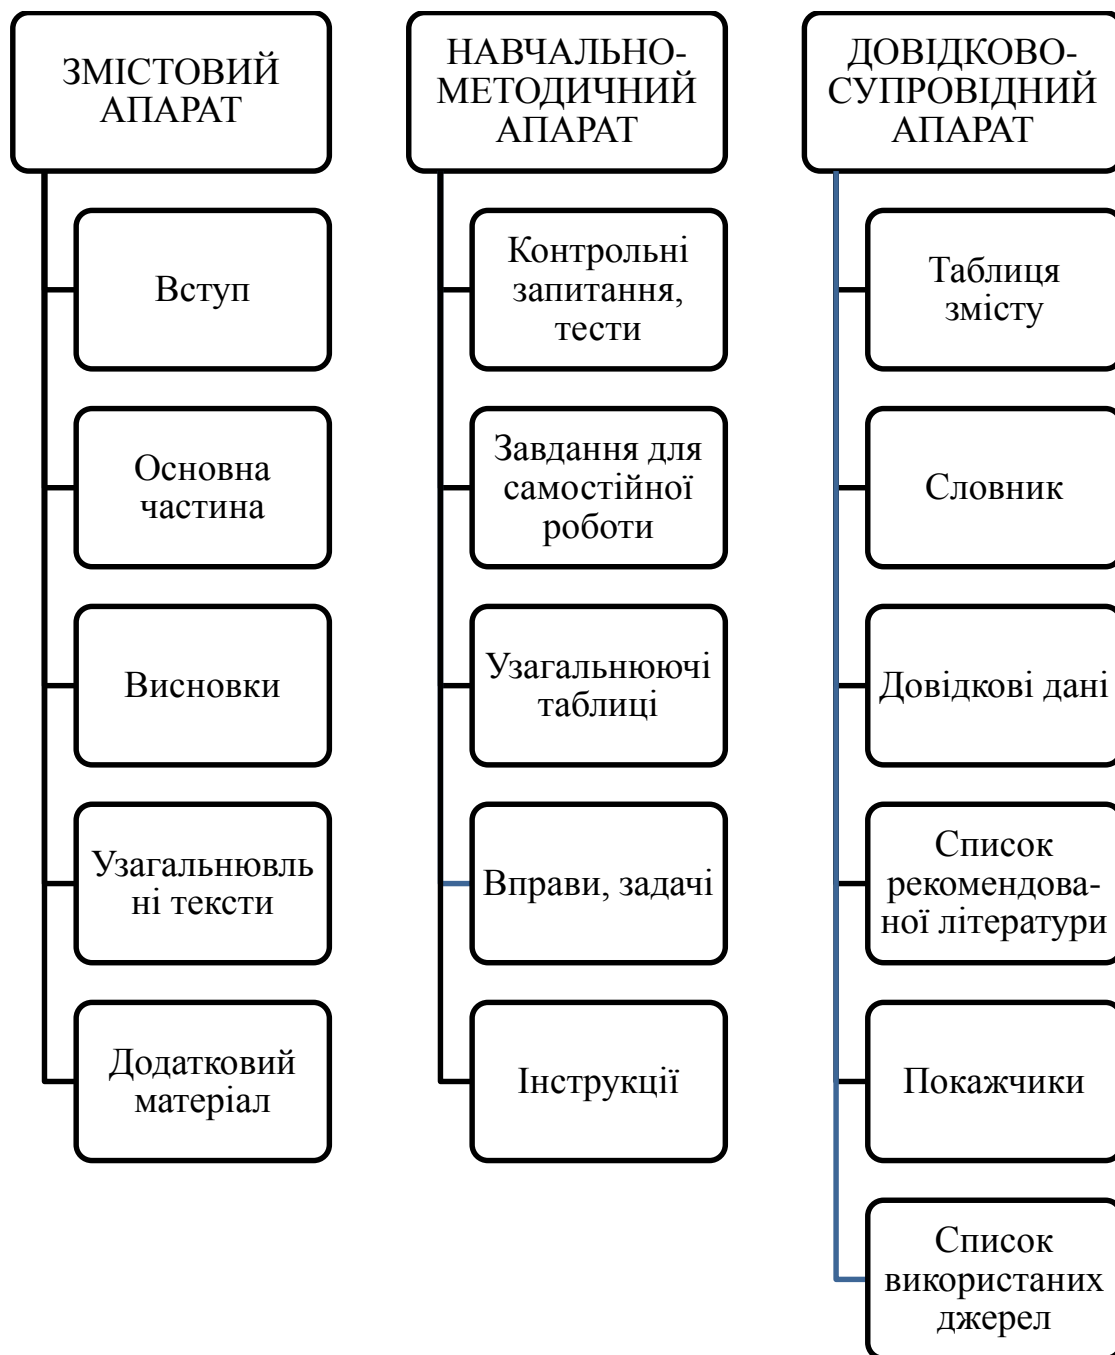 ЗМІСТОВИЙ
АПАРАТ
Вступ
Основна
частина
Висновки
Узагальнювль
ні тексти
Додатковий
матеріал
НАВЧАЛЬНО-
МЕТОДИЧНИЙ
АПАРАТ
Контрольні
запитання,
тести
Завдання для
самостійної
роботи
Узагальнюючі
таблиці
Вправи, задачі
Інструкції
ДОВІДКОВО-
СУПРОВІДНИЙ
АПАРАТ
Таблиця
змісту
Словник
Довідкові дані
Список
рекомендова-
ної літератури
Покажчики
Список
використаних
джерел